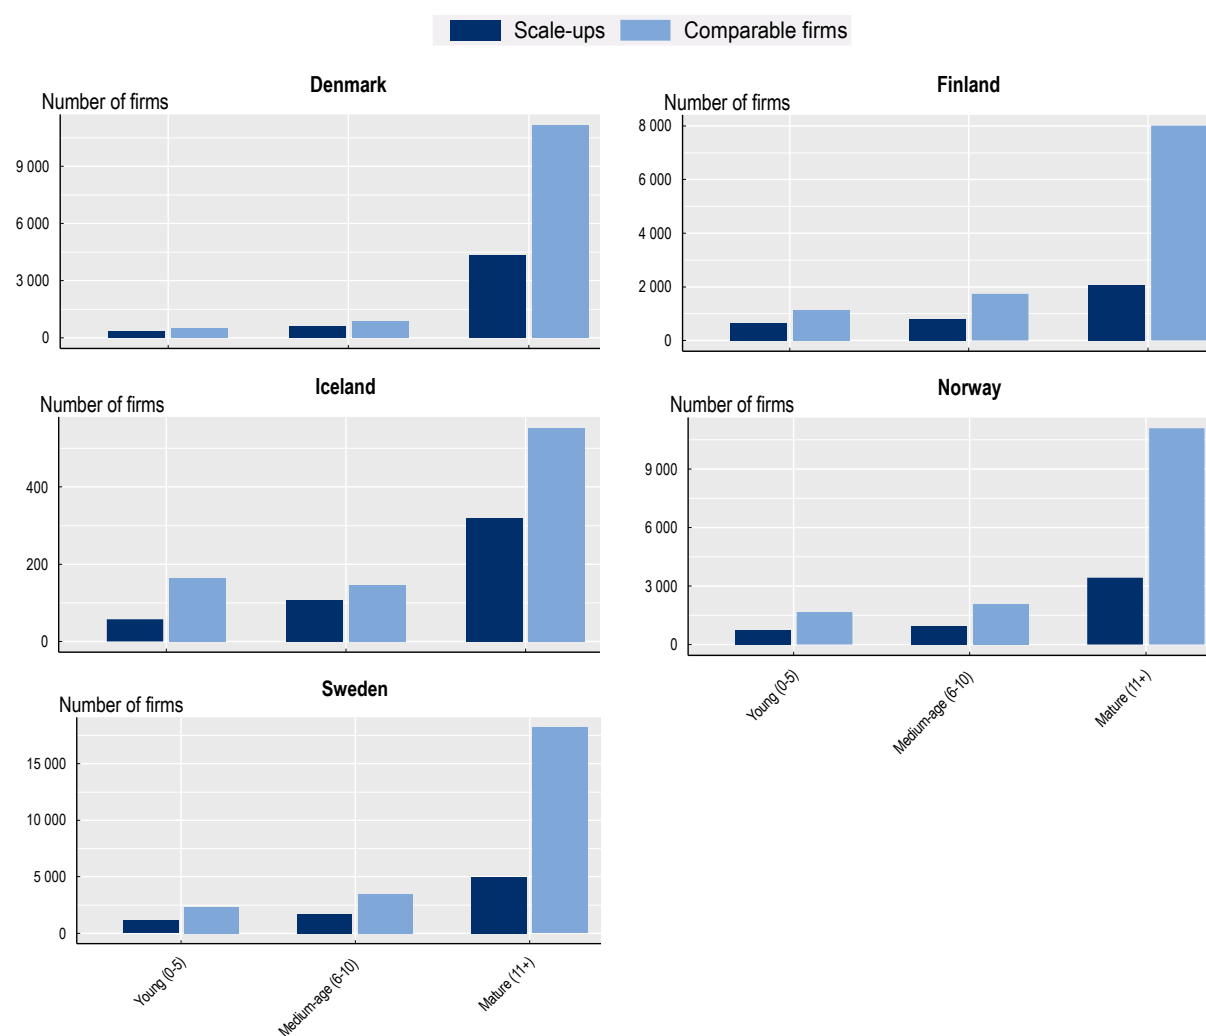 Scale-ups Comparable firms
Denmark
Number of firms
9 000
6 000
3 000
0
Finland
Number of firms
8 000
6 000
4 000
2 000
0
Iceland
Number of firms
400
200
0
Norway
Number of firms
9 000
6 000
3 000
0
Young (0-5)
Medium-age (6-10)
Mature (11+)
Sweden
Number of firms
15 000
10 000
5 000
0
Young (0-5)
Medium-age (6-10)
Mature (11+)